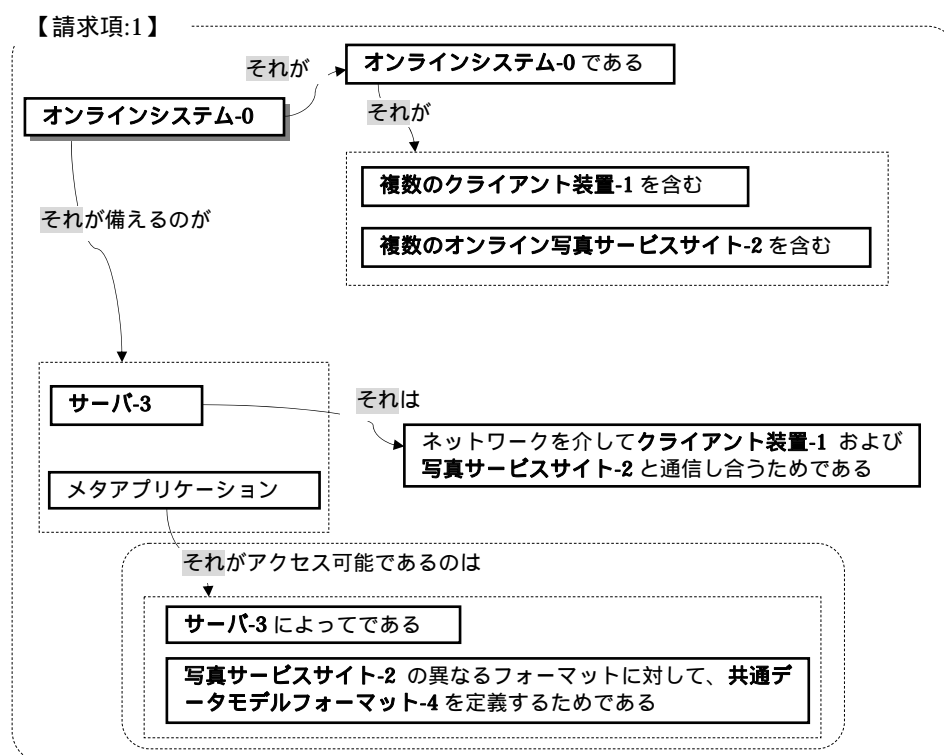 【請求項:1】
それが
オンラインシステム-0 である
オンラインシステム-0
それが
複数のクライアント装置-1 を含む
複数のオンライン写真サービスサイト-2 を含む
それが備えるのが
サーバ-3
それは
ネットワークを介してクライアント装置-1 および
写真サービスサイト-2 と通信し合うためである
メタアプリケーション
それがアクセス可能であるのは
サーバ-3 によってである
写真サービスサイト-2 の異なるフォーマットに対して、共通デ
ータモデルフォーマット-4 を定義するためである